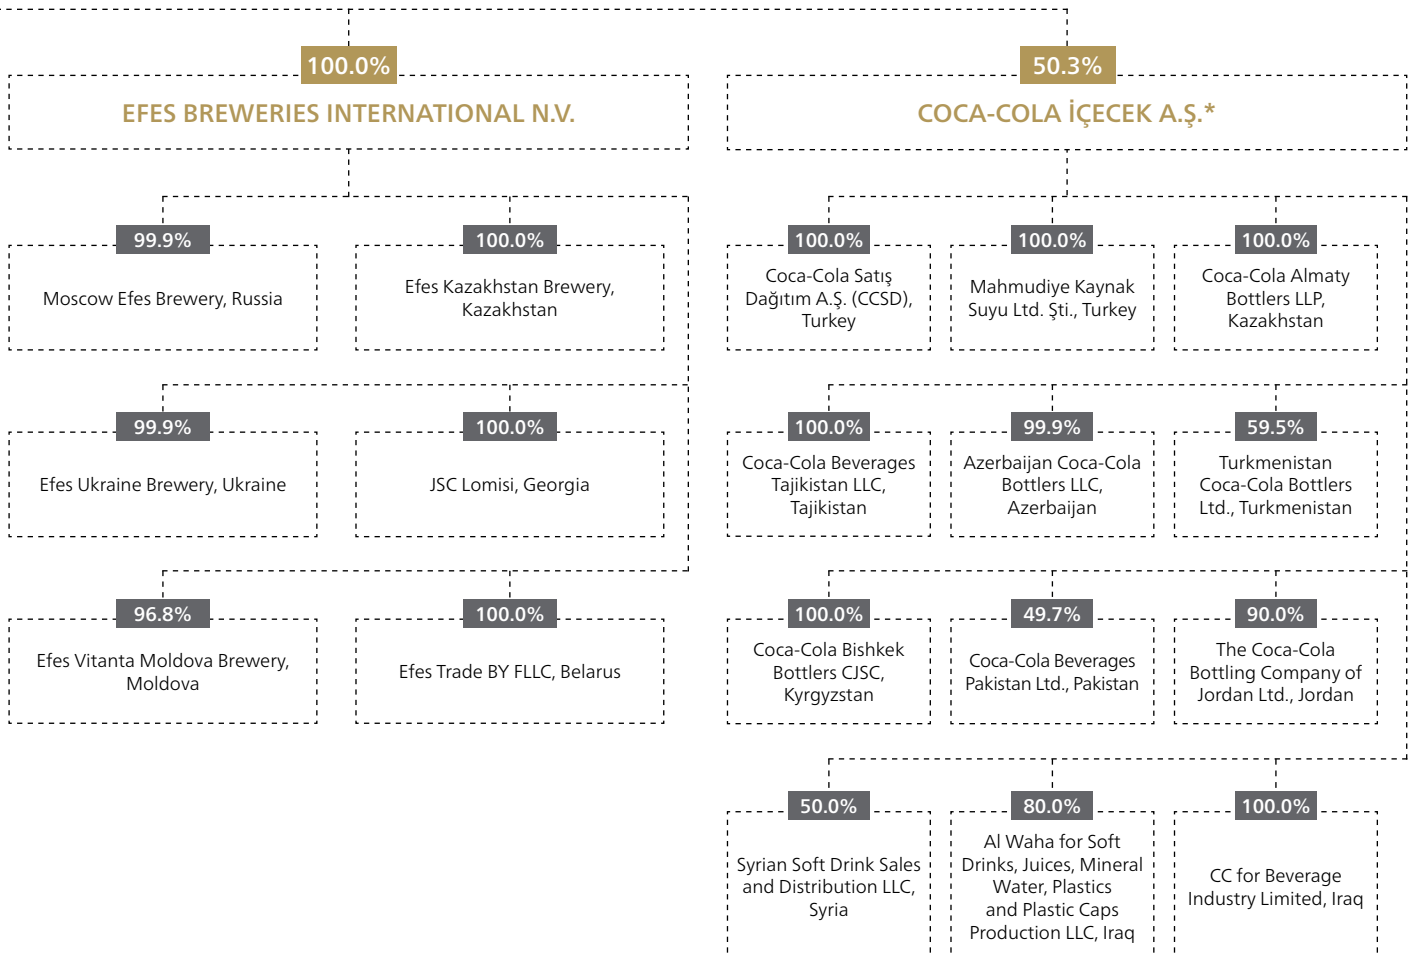 100.0%
EFES BREWERIES INTERNATIONAL N.V.
99.9%
Moscow Efes Brewery, Russia
100.0%
Efes Kazakhstan Brewery,
Kazakhstan
99.9%
Efes Ukraine Brewery, Ukraine
100.0%
JSC Lomisi, Georgia
96.8%
Efes Vitanta Moldova Brewery,
Moldova
100.0%
Efes Trade BY FLLC, Belarus
50.3%
COCA-COLA İÇECEK A.Ş.*
100.0%
Coca-Cola Satış
Dağıtım A.Ş. (CCSD),
Turkey
100.0%
Mahmudiye Kaynak
Suyu Ltd. Şti., Turkey
100.0%
Coca-Cola Almaty
Bottlers LLP,
Kazakhstan
100.0%
Coca-Cola Beverages
Tajikistan LLC,
Tajikistan
99.9%
Azerbaijan Coca-Cola
Bottlers LLC,
Azerbaijan
59.5%
Turkmenistan
Coca-Cola Bottlers
Ltd., Turkmenistan
100.0%
Coca-Cola Bishkek
Bottlers CJSC,
Kyrgyzstan
49.7%
Coca-Cola Beverages
Pakistan Ltd., Pakistan
90.0%
The Coca-Cola
Bottling Company of
Jordan Ltd., Jordan
50.0%
Syrian Soft Drink Sales
and Distribution LLC,
Syria
80.0%
Al Waha for Soft
Drinks, Juices, Mineral
Water, Plastics
and Plastic Caps
Production LLC, Iraq
100.0%
CC for Beverage
Industry Limited, Iraq